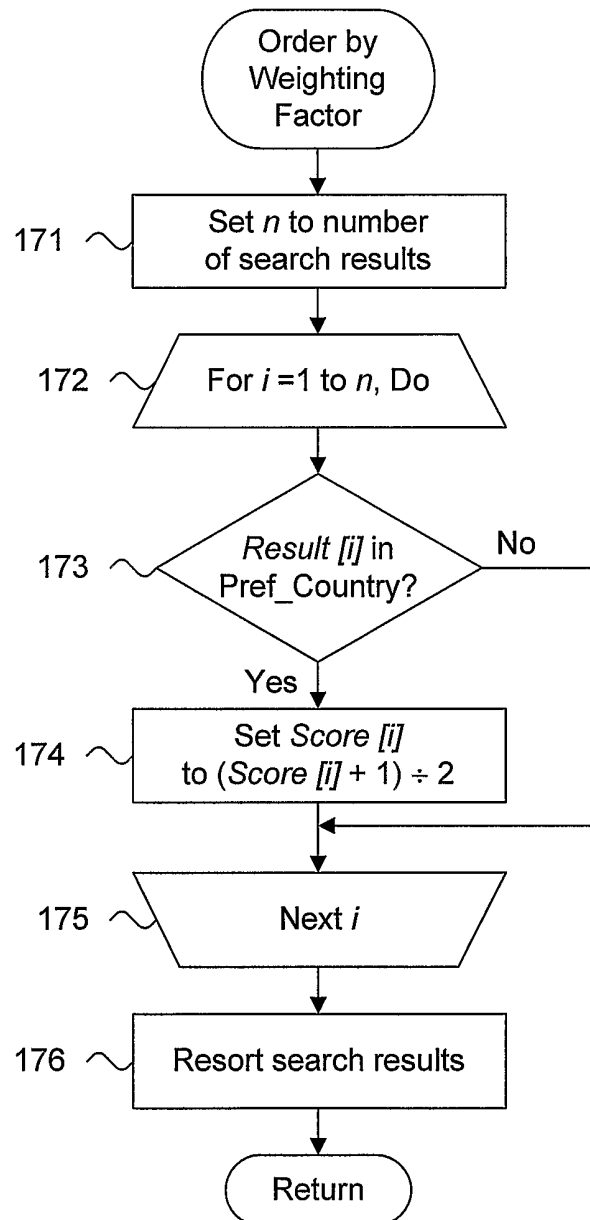 Order by
Weighting
Factor
171
Set n to number
of search results
172
For i =1 to n, Do
173
Result [i] in
Pref_Country?
No
Yes
174
Set Score [i]
to (Score [i] + 1) ÷ 2
175
Next i
176
Resort search results
Return